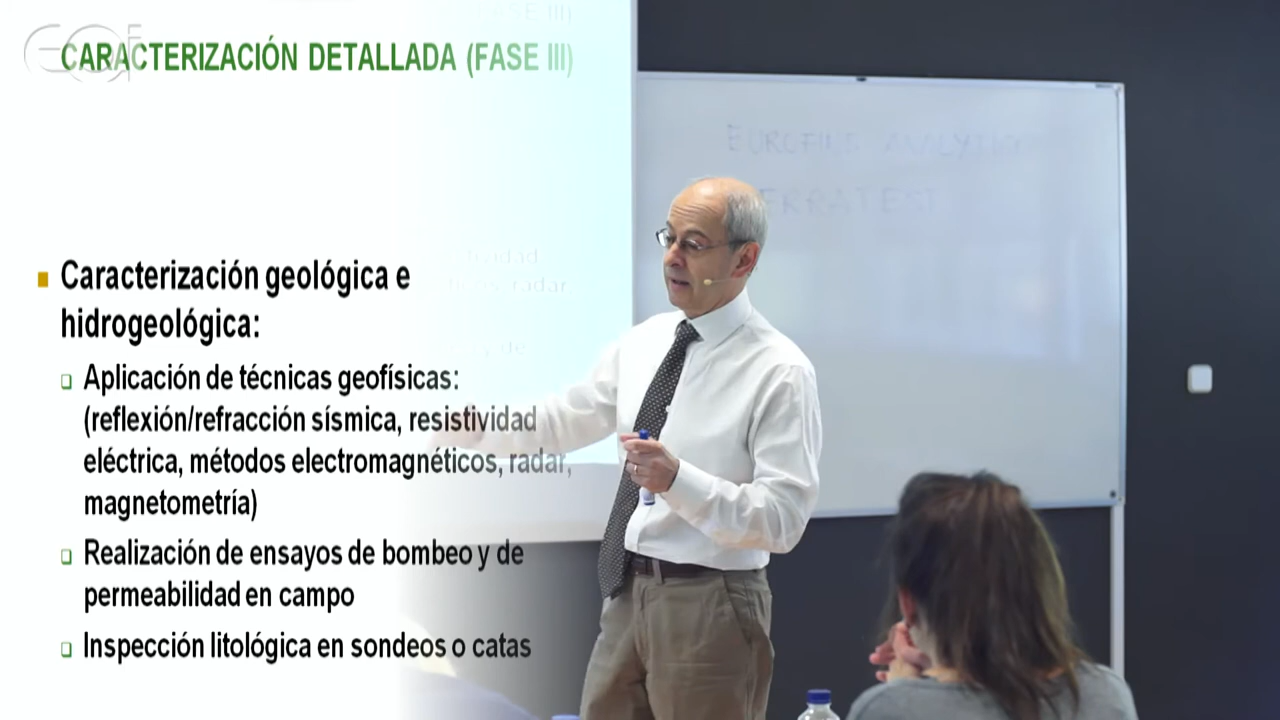 EOI
CARACTERIZACIÓN DETALLADA (FASE III)
Caracterización geológica e
hidrogeológica:
Aplicación de técnicas geofísicas:
(reflexión/refracción sísmica, resistividad
eléctrica, métodos electromagnéticos, radar,
magnetometría)
Realización de ensayos de bombeo y de
permeabilidad en campo
Inspección litológica en sondeos o catas